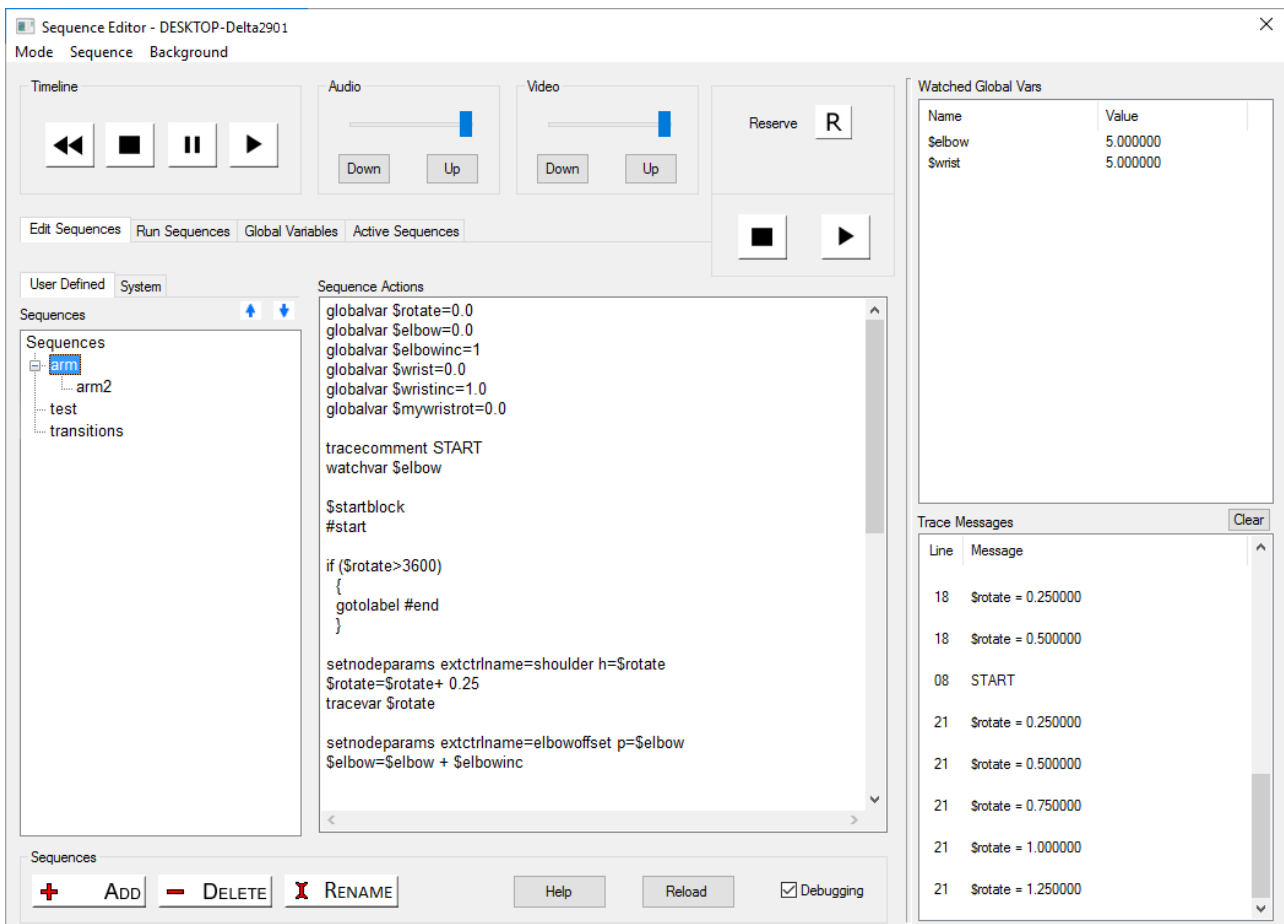 Sequence Editor - DESKTOP-Delta2901
Mode Sequence Background
Timeline
Audio
Down Up
Video
Down Up
Reserve R
Edit Sequences Run Sequences Global Variables Active Sequences
User Defined System
Sequences
Sequences
arm
arm2
test
transitions
Sequence Actions
globalvar $rotate=0.0
globalvar $elbow=0.0
globalvar $elbowinc=1
globalvar $wrist=0.0
globalvar $wristinc=1.0
globalvar $mywristrot=0.0
tracecomment START
watchvar $elbow
$startblock
#start
if ($rotate>3600)
{
gotolabel #end
}
setnodeparams extctrlname=shoulder h=$rotate
$rotate=$rotate+ 0.25
tracevar $rotate
setnodeparams extctrlname=elbowoffset p=$elbow
$elbow=$elbow + $elbowinc
Sequences
ADD DELETE RENAME Help Reload Debugging
Watched Global Vars
Name Value
$elbow 5.000000
$wrist 5.000000
Trace Messages Clear
Line Message
18 $rotate = 0.250000
18 $rotate = 0.500000
08 START
21 $rotate = 0.250000
21 $rotate = 0.500000
21 $rotate = 0.750000
21 $rotate = 1.000000
21 $rotate = 1.250000